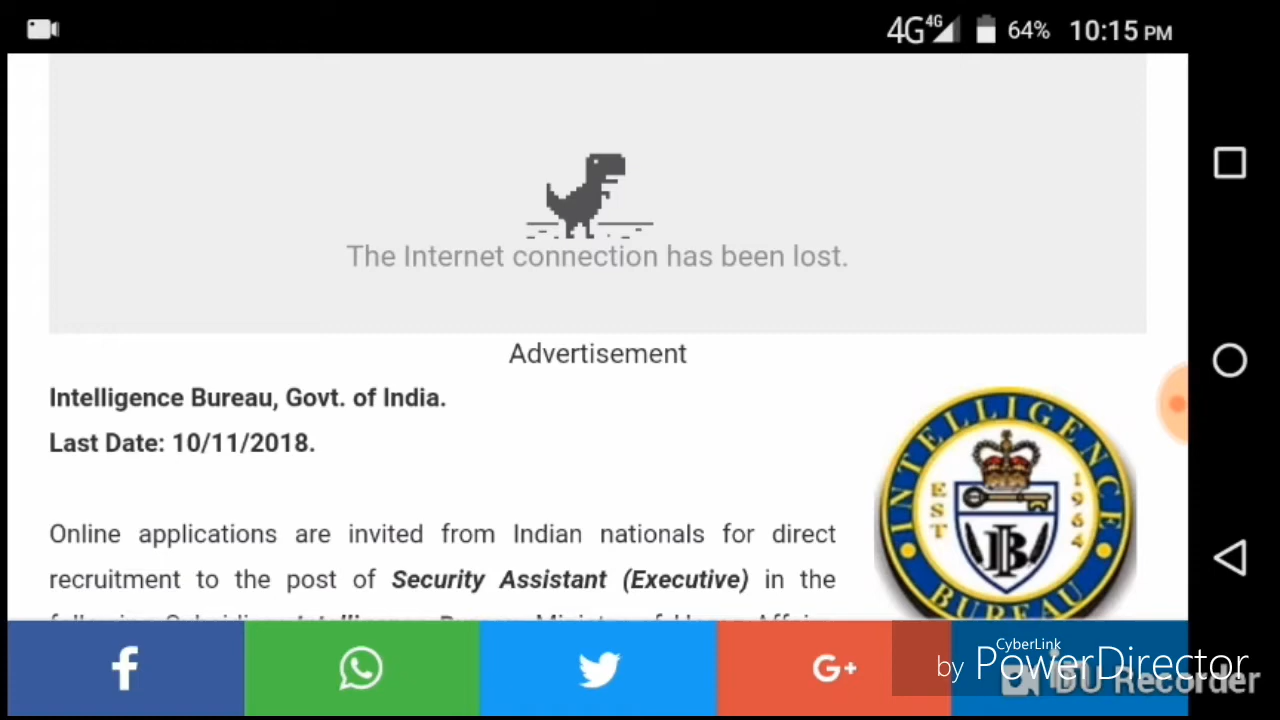 4G 4G 64% 10:15 PM
The Internet connection has been lost.
Advertisement
Intelligence Bureau, Govt. of India.
Last Date: 10/11/2018.
Online applications are invited from Indian nationals for direct
recruitment to the post of Security Assistant (Executive) in the
INTELLIGENCE
EST 1964
IB
BUREAU
f
G+
CyberLink
by PowerDirector
DU Recorder